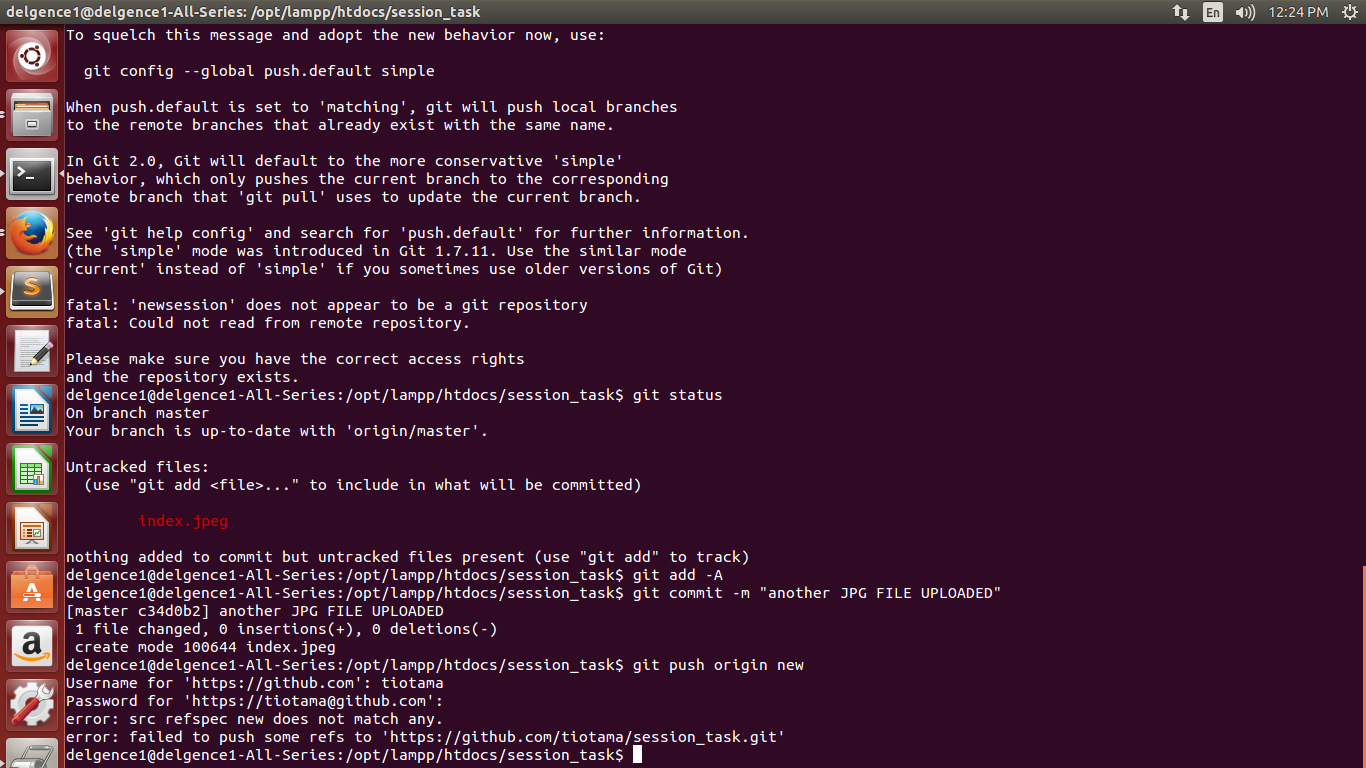 delgence1@delgence1-All-Series: /opt/lampp/htdocs/session_task
En
12:24 PM
To squelch this message and adopt the new behavior now, use:
git config --global push.default simple
When push.default is set to 'matching', git will push local branches
to the remote branches that already exist with the same name.
In Git 2.0, Git will default to the more conservative 'simple'
behavior, which only pushes the current branch to the corresponding
remote branch that 'git pull' uses to update the current branch.
See 'git help config' and search for 'push.default' for further information.
(the 'simple' mode was introduced in Git 1.7.11. Use the similar mode
'current' instead of 'simple' if you sometimes use older versions of Git)
fatal: 'newsession' does not appear to be a git repository
fatal: Could not read from remote repository.
Please make sure you have the correct access rights
and the repository exists.
delgence1@delgence1-All-Series:/opt/lampp/htdocs/session_task$ git status
On branch master
Your branch is up-to-date with 'origin/master'.
Untracked files:
(use "git add <file>..." to include in what will be committed)
index.jpeg
nothing added to commit but untracked files present (use "git add" to track)
delgence1@delgence1-All-Series:/opt/lampp/htdocs/session_task$ git add -A
delgence1@delgence1-All-Series:/opt/lampp/htdocs/session_task$ git commit -m "another JPG FILE UPLOADED"
[master c34d0b2] another JPG FILE UPLOADED
1 file changed, 0 insertions(+), 0 deletions(-)
create mode 100644 index.jpeg
delgence1@delgence1-All-Series:/opt/lampp/htdocs/session_task$ git push origin new
Username for 'https://github.com': tiotama
Password for 'https://tiotama@github.com':
error: src refspec new does not match any.
error: failed to push some refs to 'https://github.com/tiotama/session_task.git'
delgence1@delgence1-All-Series:/opt/lampp/htdocs/session_task$